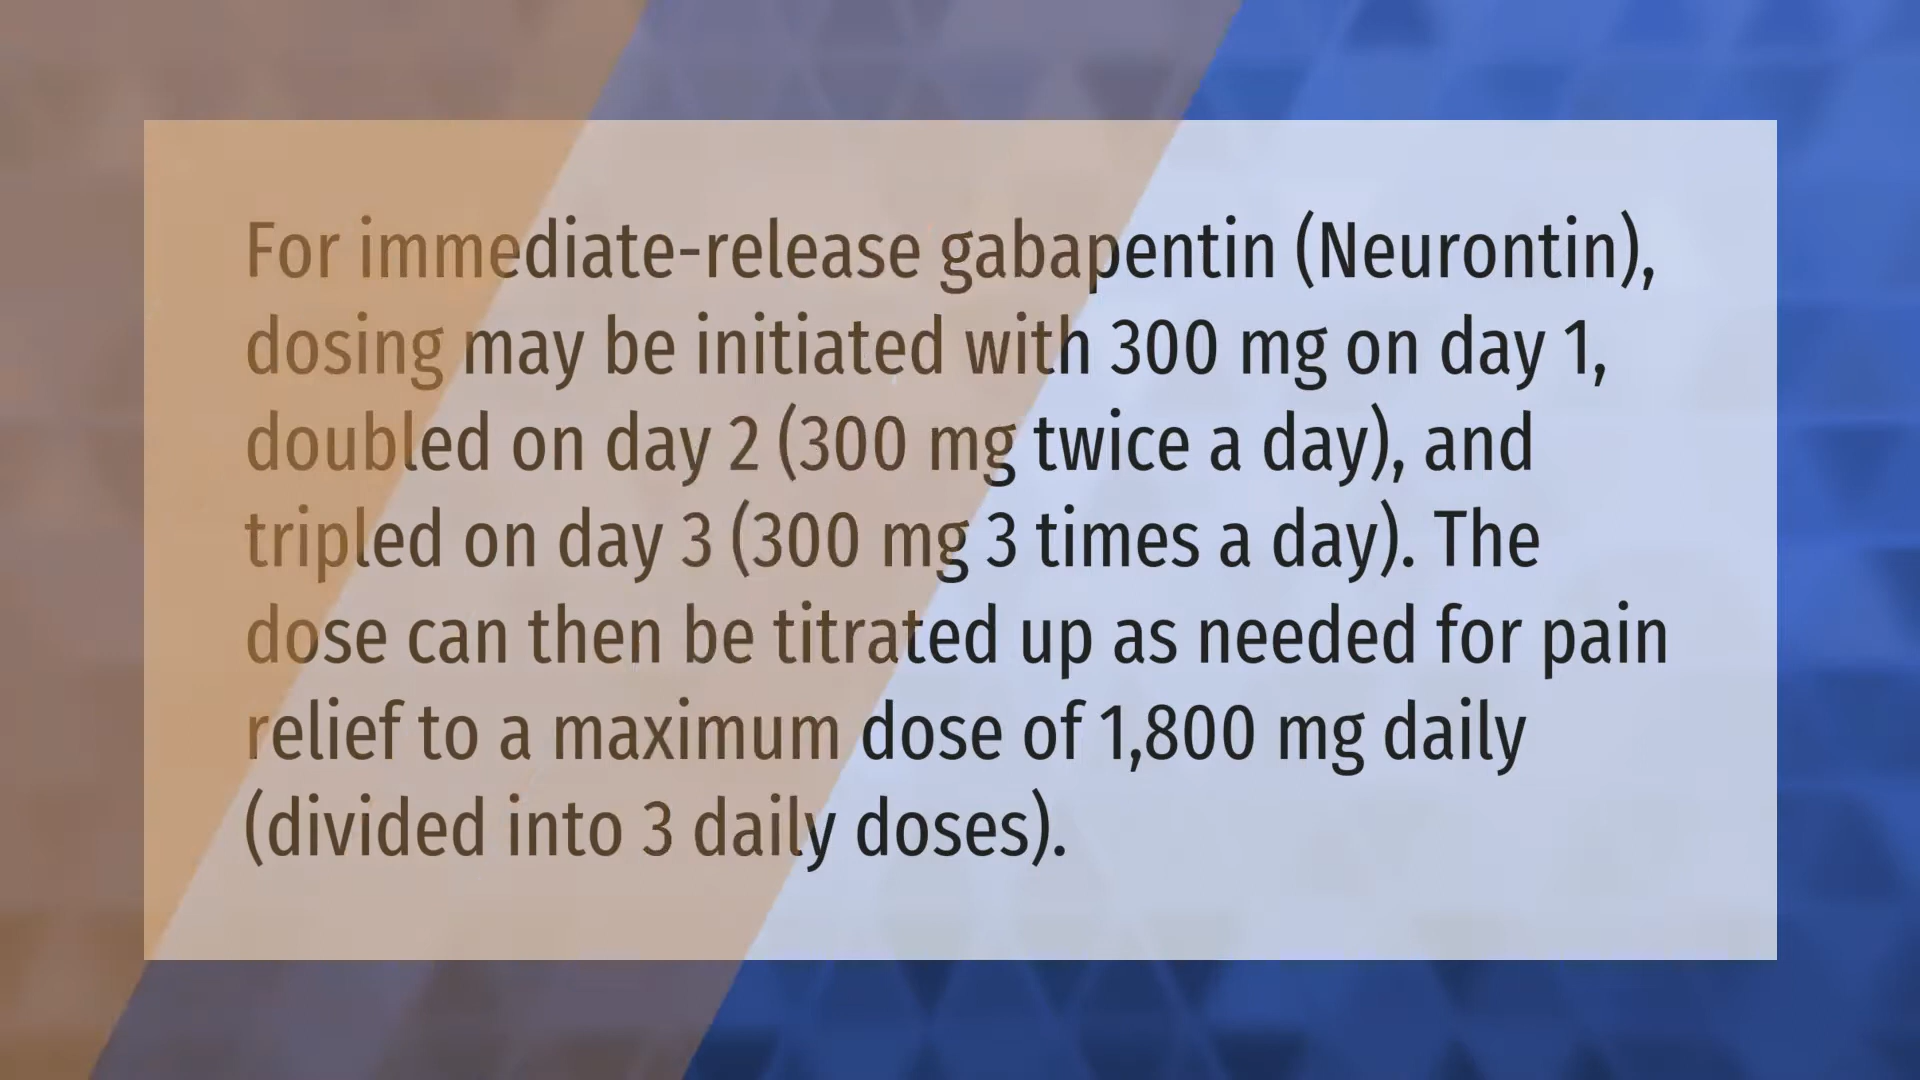 For immediate-release gabapentin (Neurontin),
dosing may be initiated with 300 mg on day 1,
doubled on day 2 (300 mg twice a day), and
tripled on day 3 (300 mg 3 times a day). The
dose can then be titrated up as needed for pain
relief to a maximum dose of 1,800 mg daily
(divided into 3 daily doses).